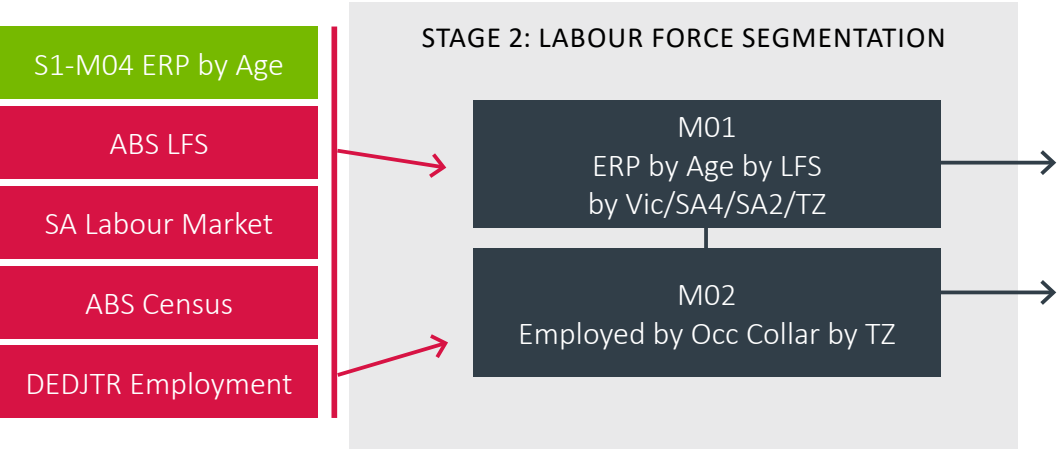 S1-M04 ERP by Age
ABS LFS
SA Labour Market
ABS Census
DEDJTR Employment
STAGE 2: LABOUR FORCE SEGMENTATION
M01
ERP by Age by LFS
by Vic/SA4/SA2/TZ
M02
Employed by Occ Collar by TZ